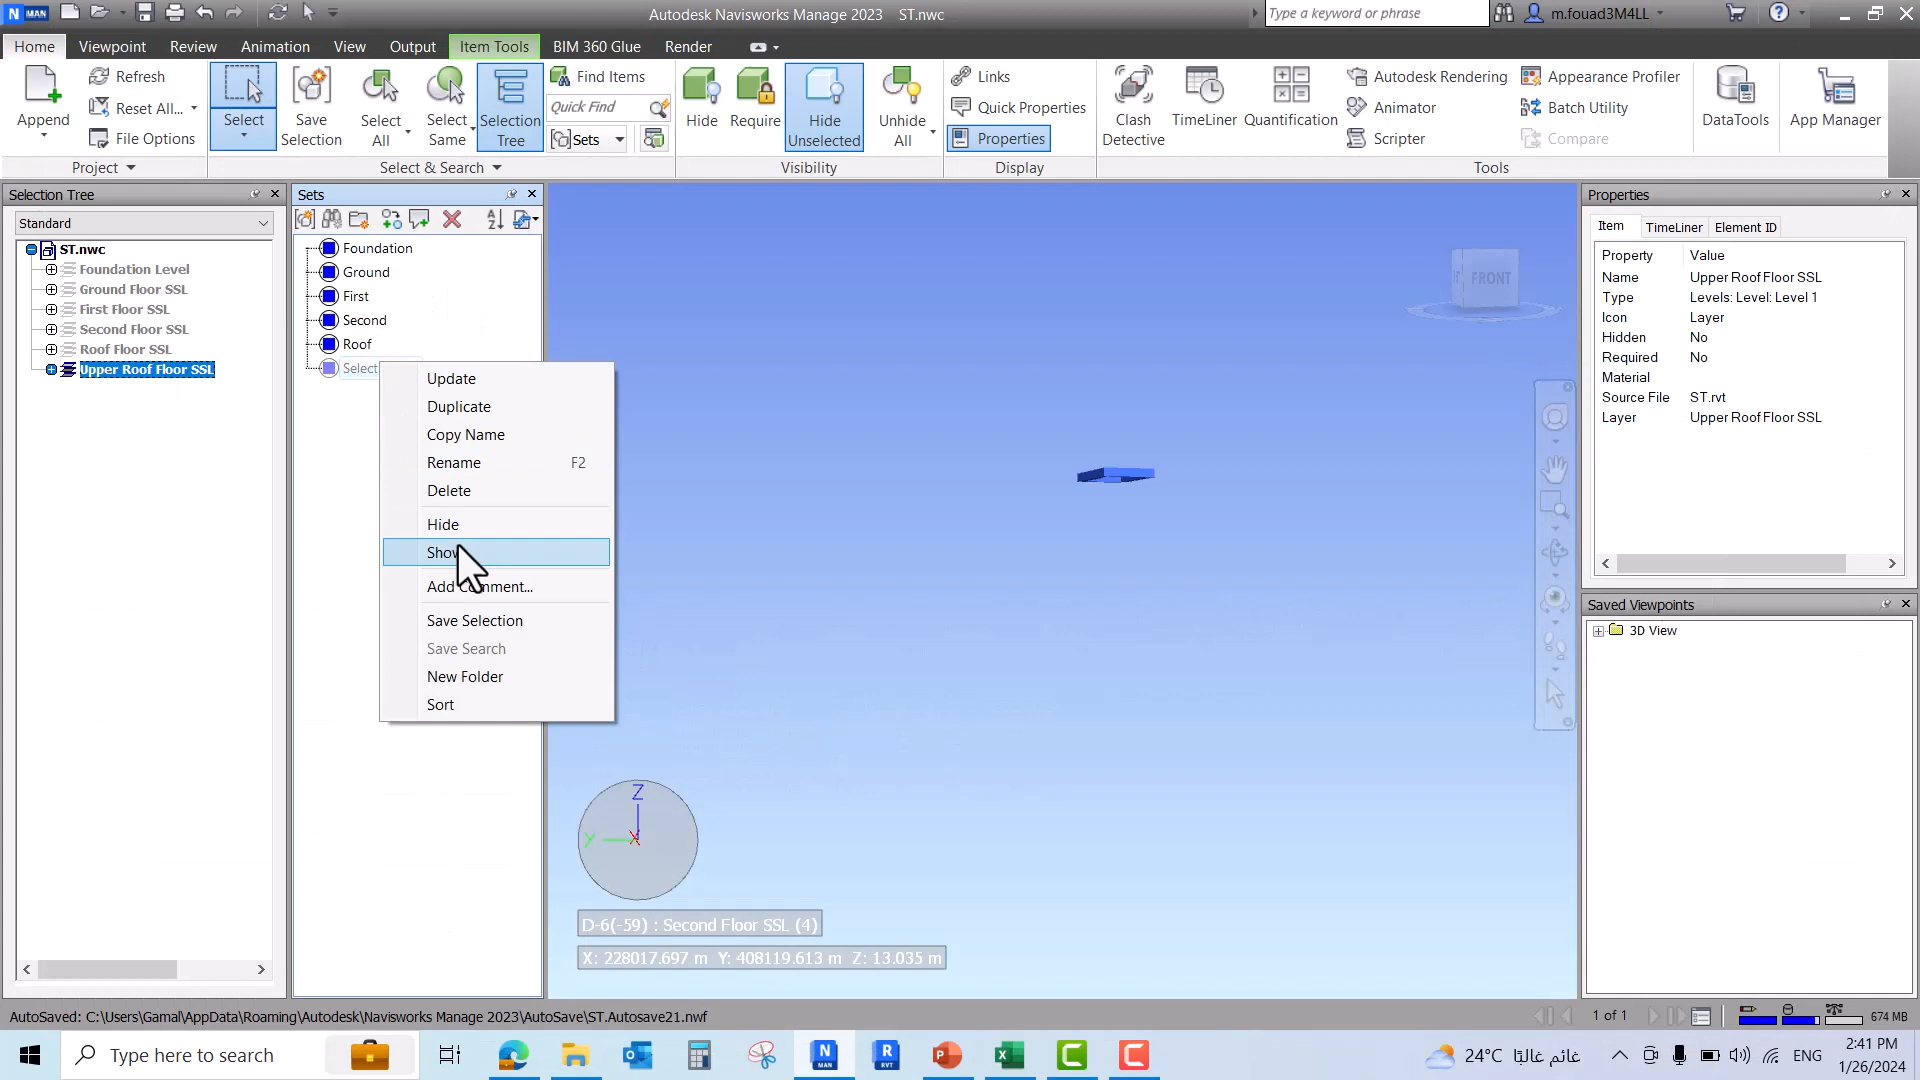 MAN
Autodesk Navisworks Manage 2023 ST.nwc
Type a keyword or phrase
m.fouad3M4LL
Home Viewpoint Review Animation View Output Item Tools BIM 360 Glue Render
Append
Refresh
Reset All...
File Options
Project
Select
Save Selection
Select All
Select Same
Selection Tree
Find Items
Quick Find
Sets
Select & Search
Hide
Require
Hide Unselected
Unhide All
Visibility
Links
Quick Properties
Properties
Display
Clash Detective
TimeLiner
Quantification
Autodesk Rendering
Animator
Scripter
Appearance Profiler
Batch Utility
Compare
DataTools
App Manager
Tools
Selection Tree
Standard
ST.nwc
Foundation Level
Ground Floor SSL
First Floor SSL
Second Floor SSL
Roof Floor SSL
Upper Roof Floor SSL
Sets
Foundation
Ground
First
Second
Roof
Select
Update
Duplicate
Copy Name
Rename F2
Delete
Hide
Show
Add Comment...
Save Selection
Save Search
New Folder
Sort
FRONT
Z
Y X
D-6(-59) : Second Floor SSL (4)
X: 228017.697 m Y: 408119.613 m Z: 13.035 m
Properties
Item TimeLiner Element ID
Property Value
Name Upper Roof Floor SSL
Type Levels: Level: Level 1
Icon Layer
Hidden No
Required No
Material
Source File ST.rvt
Layer Upper Roof Floor SSL
Saved Viewpoints
3D View
AutoSaved: C:\Users\Gamal\AppData\Roaming\Autodesk\Navisworks Manage 2023\AutoSave\ST.Autosave21.nwf
1 of 1
674 MB
Type here to search
24°C غائم غالبًا
ENG
2:41 PM
1/26/2024